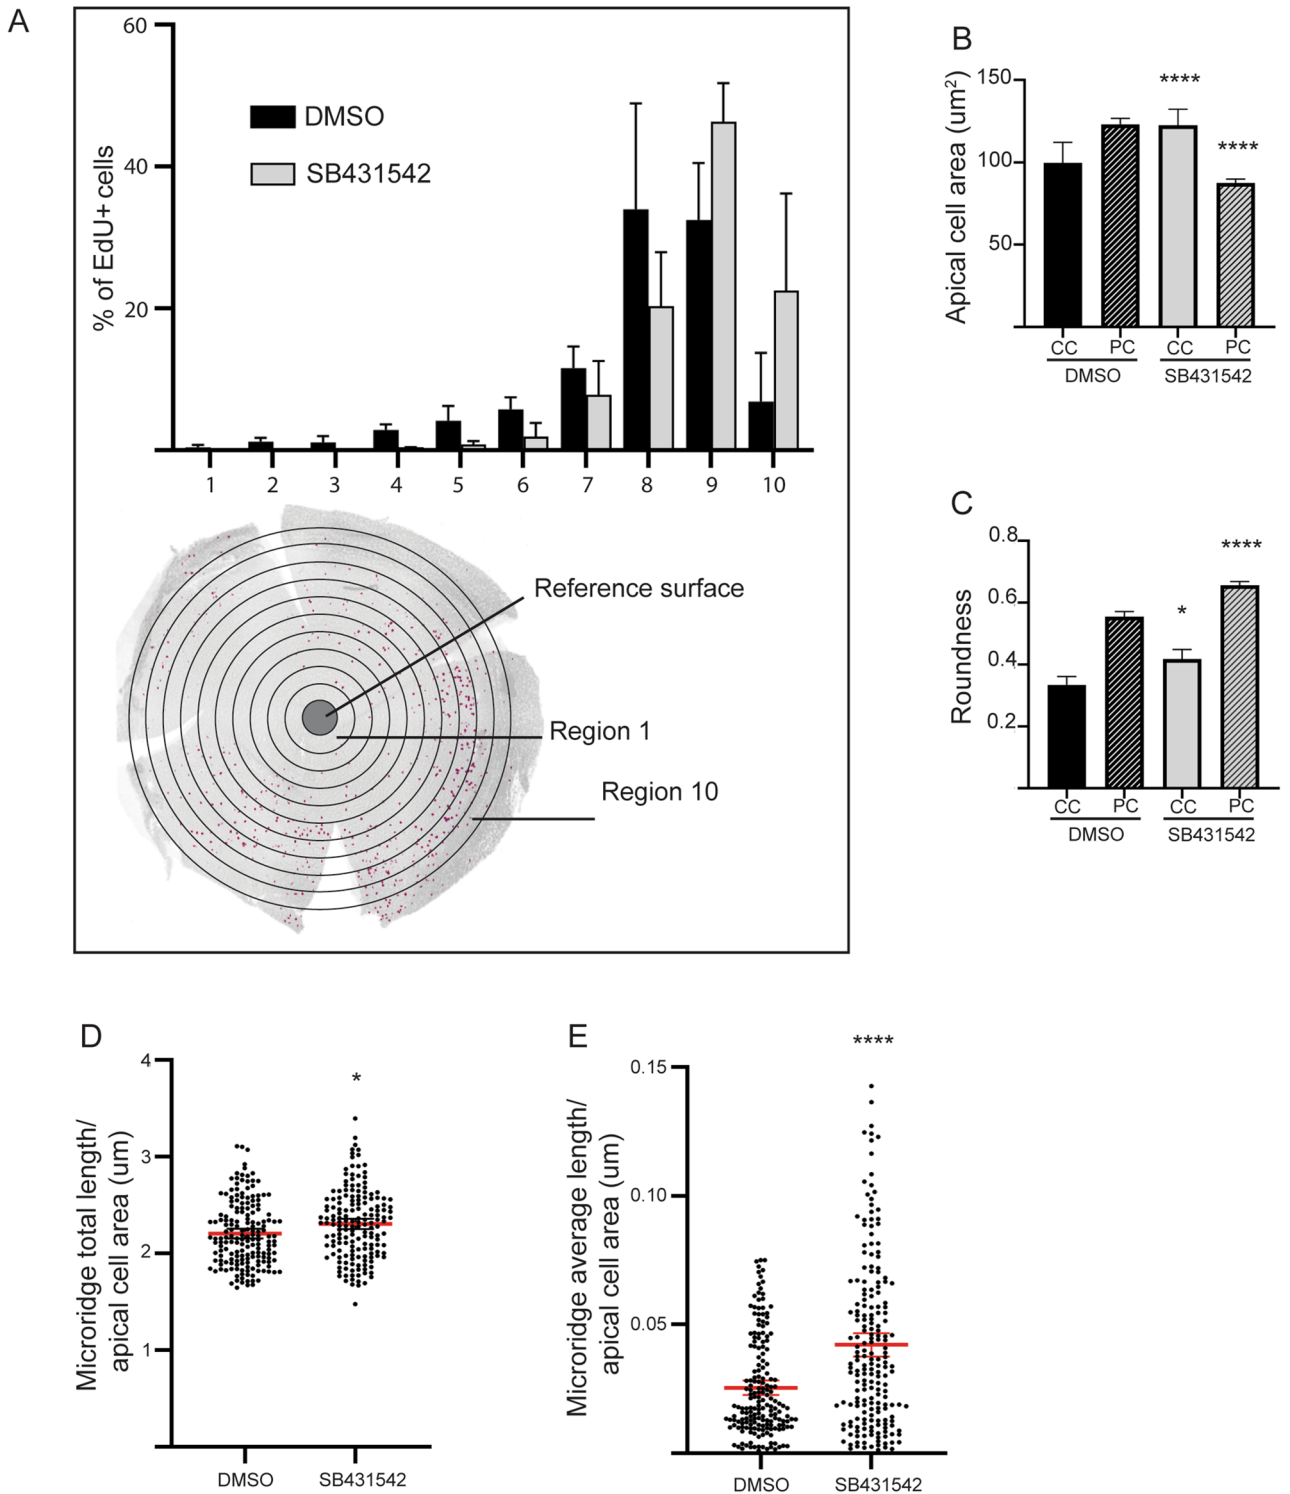 A
60
40
20
% of EdU+ cells
DMSO
SB431542
1 2 3 4 5 6 7 8 9 10
Reference surface
Region 1
Region 10
B
Apical cell area (um²)
150
100
50
****
****
CC PC CC PC
DMSO SB431542
C
Roundness
0.8
0.6
0.4
0.2
*
****
CC PC CC PC
DMSO SB431542
D
Microridge total length/
apical cell area (um)
4
3
2
1
*
DMSO SB431542
E
Microridge average length/
apical cell area (um)
0.15
0.10
0.05
****
DMSO SB431542